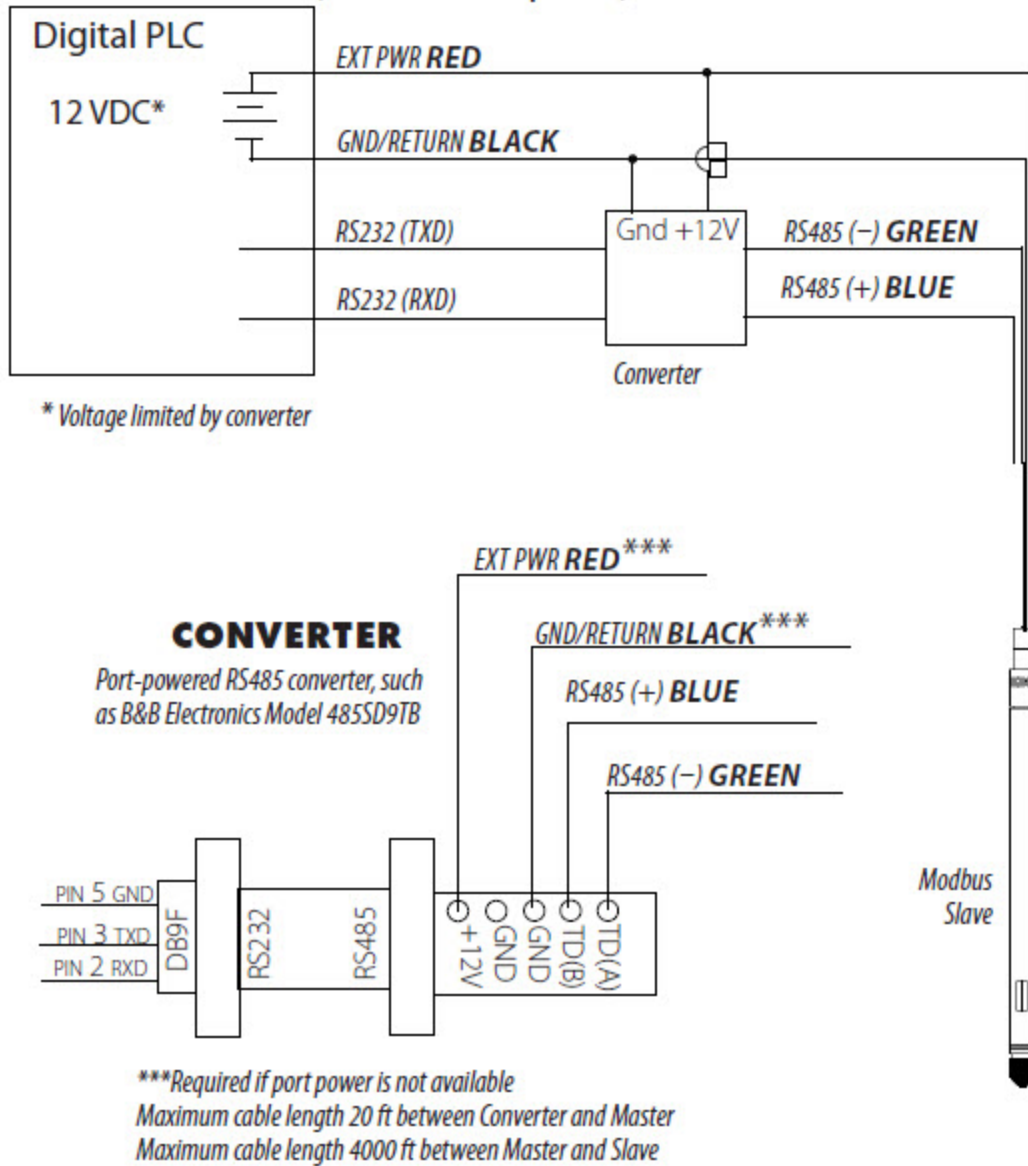 Digital PLC
12 VDC*
EXT PWR RED
GND/RETURN BLACK
RS232 (TXD)
RS232 (RXD)
Gnd +12V
RS485 (−) GREEN
RS485 (+) BLUE
Converter
* Voltage limited by converter
EXT PWR RED***
CONVERTER
GND/RETURN BLACK***
Port-powered RS485 converter, such
as B&B Electronics Model 485SD9TB
RS485 (+) BLUE
RS485 (−) GREEN
Modbus
Slave
PIN 5 GND
PIN 3 TXD
PIN 2 RXD
DB9F
RS232
RS485
+12V
GND
GND
TD(B)
TD(A)
***Required if port power is not available
Maximum cable length 20 ft between Converter and Master
Maximum cable length 4000 ft between Master and Slave